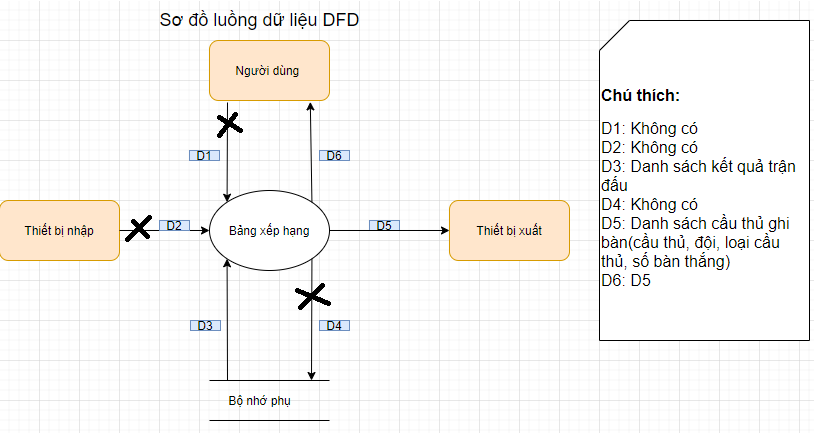 Sơ đồ luồng dữ liệu DFD
Người dùng
D1
D6
Thiết bị nhập
D2
Bảng xếp hạng
D5
Thiết bị xuất
D3
D4
Bộ nhớ phụ
Chú thích:
D1: Không có
D2: Không có
D3: Danh sách kết quả trận
đấu
D4: Không có
D5: Danh sách cầu thủ ghi
bàn(cầu thủ, đội, loại cầu
thủ, số bàn thắng)
D6: D5